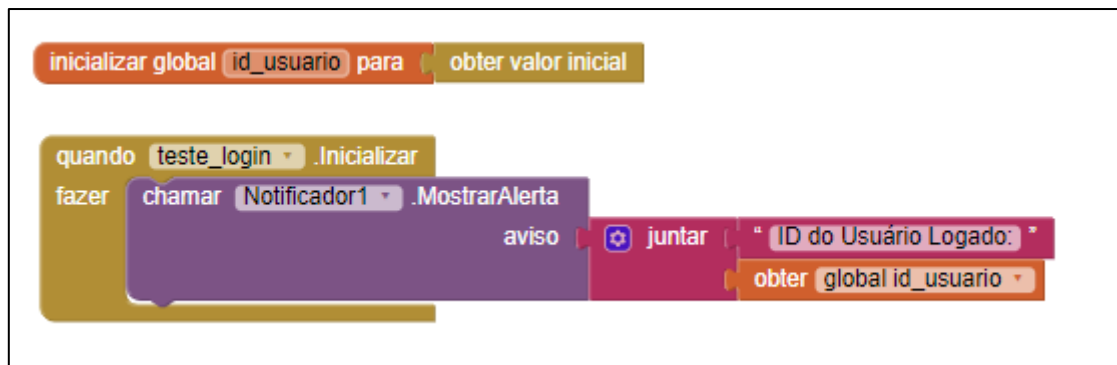 inicializar global id_usuario para obter valor inicial
quando teste_login .Inicializar
fazer chamar Notificador1 .MostrarAlerta
aviso juntar “ ID do Usuário Logado: ”
obter global id_usuario